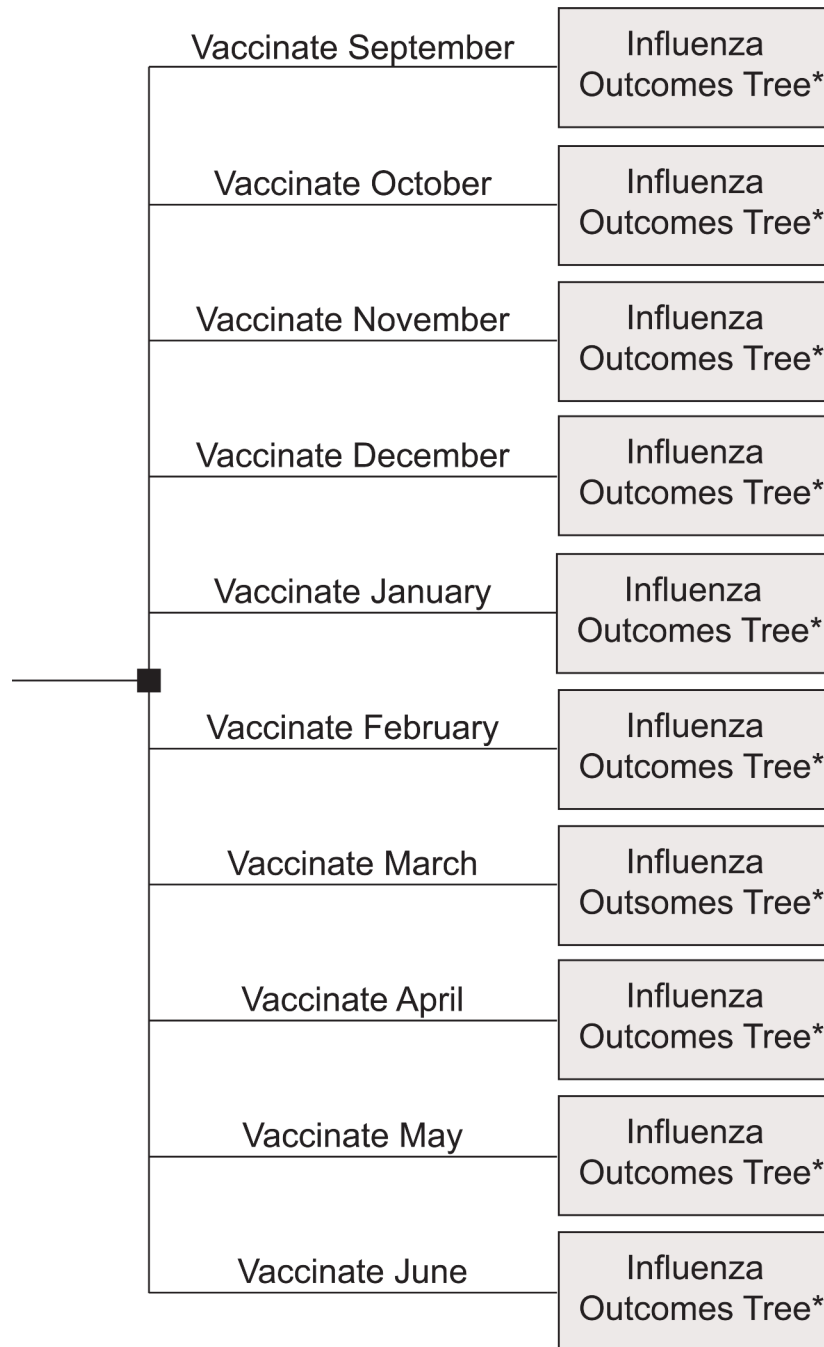 Vaccinate September
Influenza
Outcomes Tree*
Vaccinate October
Influenza
Outcomes Tree*
Vaccinate November
Influenza
Outcomes Tree*
Vaccinate December
Influenza
Outcomes Tree*
Vaccinate January
Influenza
Outcomes Tree*
Vaccinate February
Influenza
Outcomes Tree*
Vaccinate March
Influenza
Outsomes Tree*
Vaccinate April
Influenza
Outcomes Tree*
Vaccinate May
Influenza
Outcomes Tree*
Vaccinate June
Influenza
Outcomes Tree*